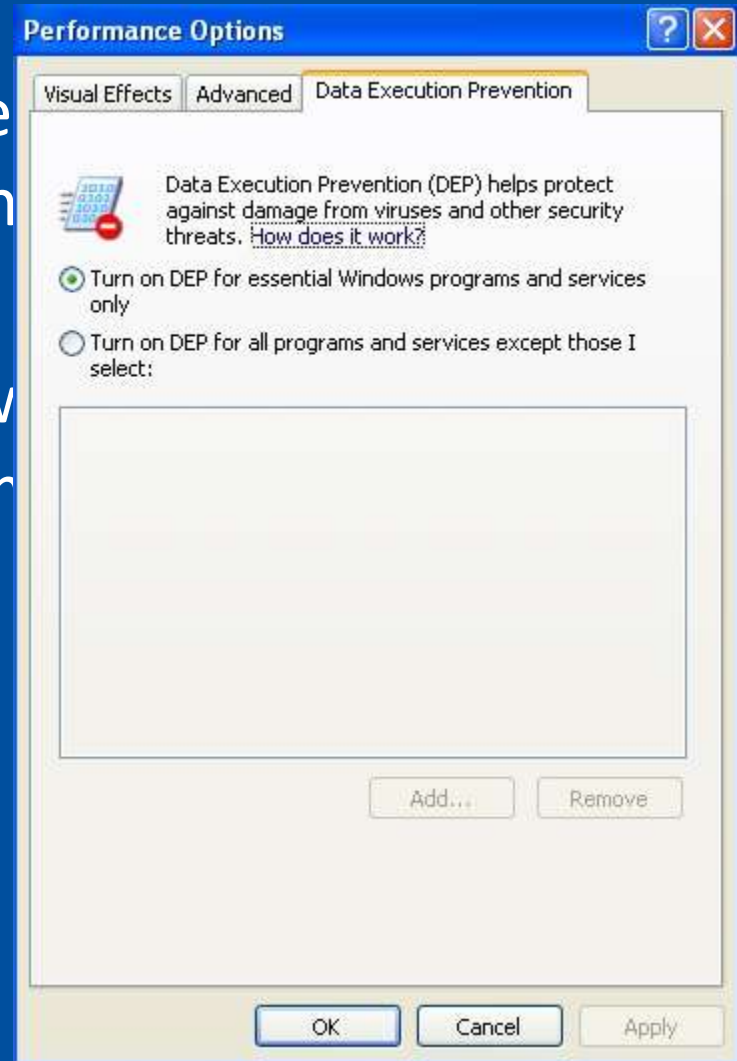 Performance Options
Visual Effects
Advanced
Data Execution Prevention
Data Execution Prevention (DEP) helps protect
against damage from viruses and other security
threats. How does it work?
Turn on DEP for essential Windows programs and services
only
Turn on DEP for all programs and services except those I
select:
Add...
Remove
OK
Cancel
Apply